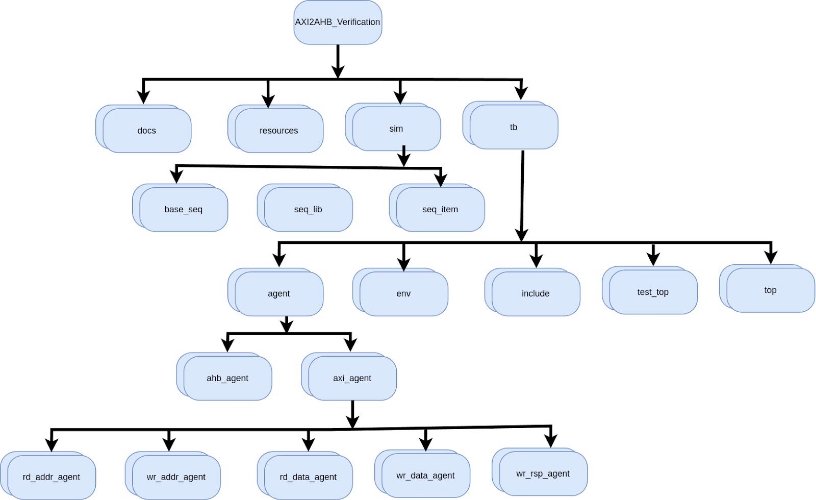 AXI2AHB_Verification
docs
resources
sim
tb
base_seq
seq_lib
seq_item
agent
env
include
test_top
top
ahb_agent
axi_agent
rd_addr_agent
wr_addr_agent
rd_data_agent
wr_data_agent
wr_rsp_agent